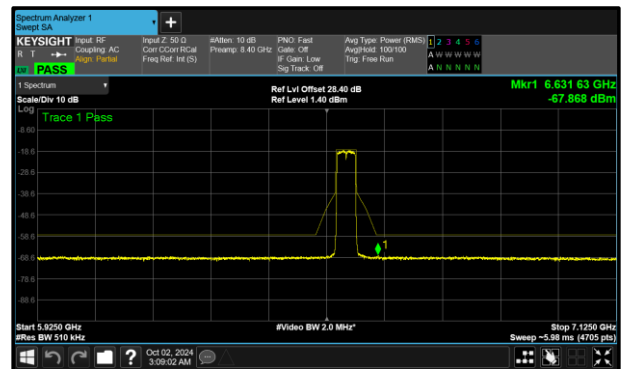 Spectrum Analyzer 1
Swept SA
+
KEYSIGHT Input: RF Input Z: 50 Ω #Atten: 10 dB PNO: Fast Avg Type: Power (RMS) 1 2 3 4 5 6
R T Coupling: AC Corr CCorr RCal Preamp: 8.40 GHz Gate: Off Avg|Hold: 100/100 A W W W W W
Align: Partial Freq Ref: Int (S) IF Gain: Low Trig: Free Run
LXI PASS Sig Track: Off A N N N N N
1 Spectrum Ref Lvl Offset 28.40 dB Mkr1 6.631 63 GHz
Scale/Div 10 dB Ref Level 1.40 dBm -67.868 dBm
Log
Trace 1 Pass
-8.60
-18.6
-28.6
-38.6
-48.6
-58.6
1
-68.6
-78.6
-88.6
Start 5.9250 GHz #Video BW 2.0 MHz* Stop 7.1250 GHz
#Res BW 510 kHz Sweep ~5.98 ms (4705 pts)
? Oct 02, 2024
3:09:02 AM